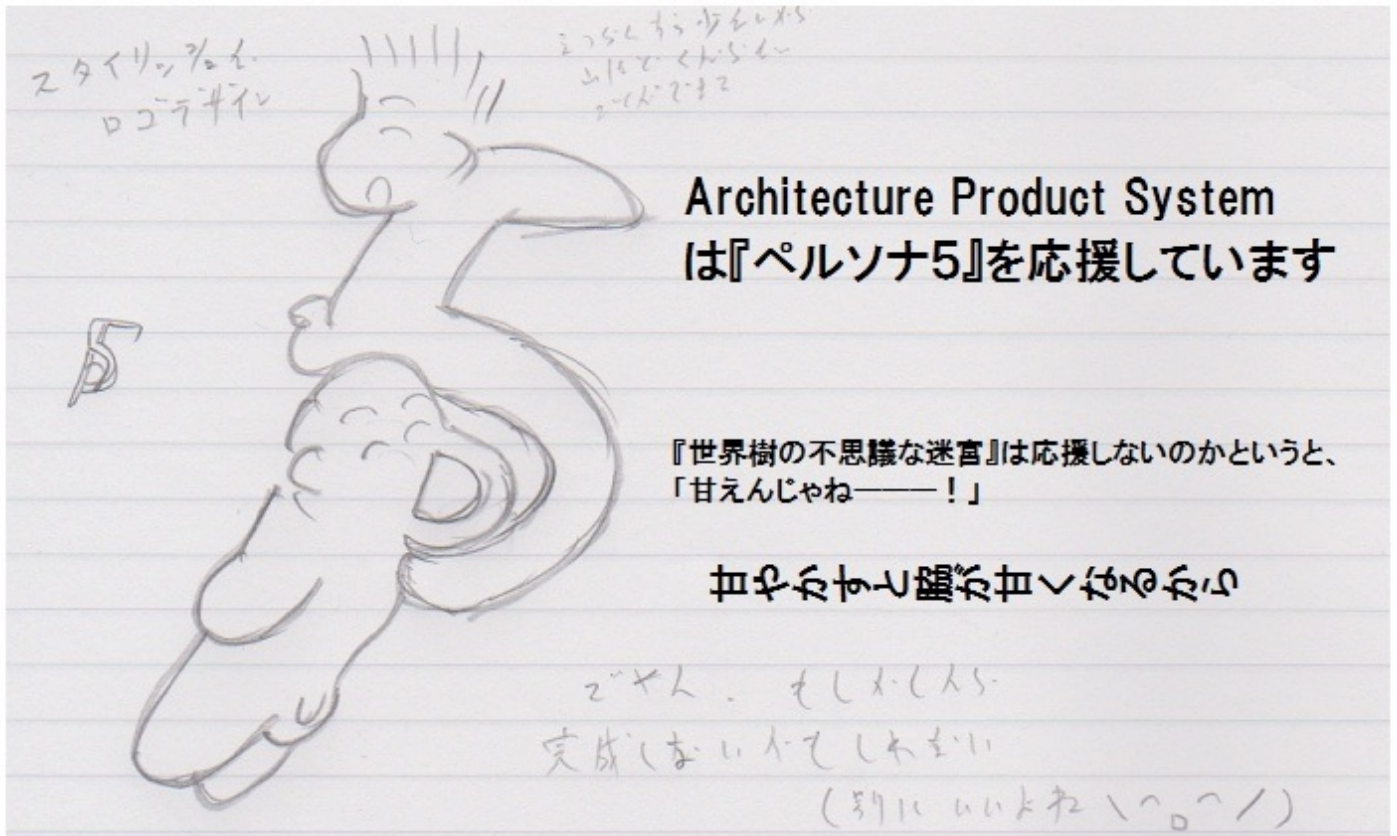 スタイリッシュな
ロゴデザイン
Architecture Product System
は『ペルソナ5』を応援しています
『世界樹の不思議な迷宮』は応援しないのかというと、
「甘えんじゃねーーー！」
甘やかすと脇が甘くなるから
もしかしたら
完成しないかもしれない
(別にいいよね \^o^/)